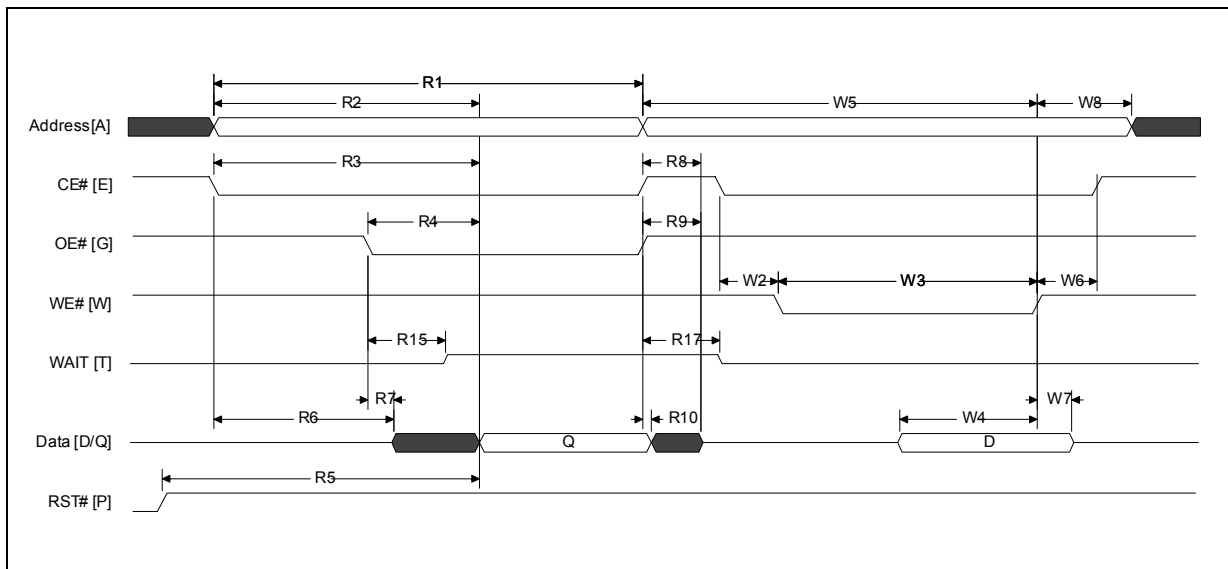 R1
R2
W5
W8
Address[A]
R3
R8
CE# [E]
R4
R9
OE# [G]
W2
W3
W6
WE# [W]
R15
R17
WAIT [T]
R7
W7
R6
R10
W4
Data [D/Q]
Q
D
R5
RST# [P]